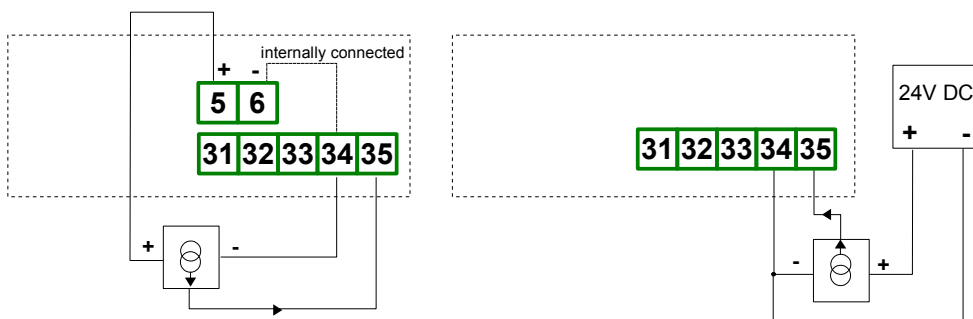 internally connected
+ -
5 6
31 32 33 34 35
+ -
31 32 33 34 35
24V DC
+ -
- +